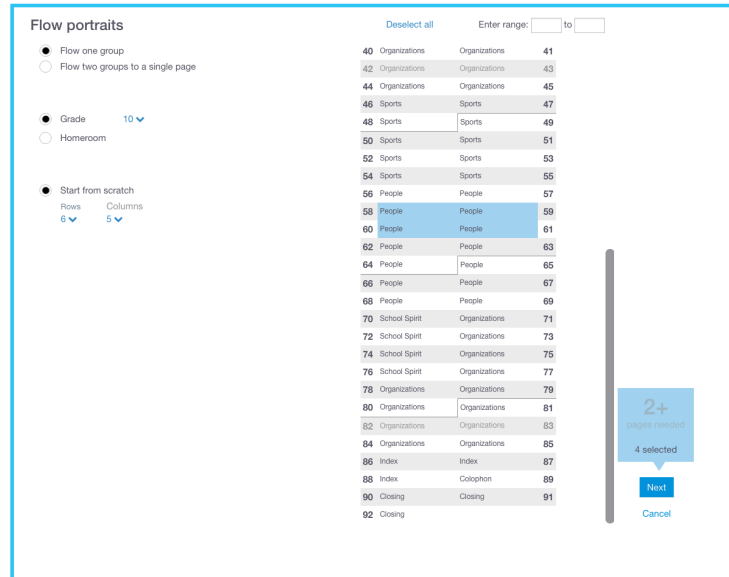 Flow portraits
Deselect all Enter range: to
Flow one group
Flow two groups to a single page
Grade 10
Homeroom
Start from scratch
Rows Columns
6 5
40 Organizations Organizations 41
42 Organizations Organizations 43
44 Organizations Organizations 45
46 Sports Sports 47
48 Sports Sports 49
50 Sports Sports 51
52 Sports Sports 53
54 Sports Sports 55
56 People People 57
58 People People 59
60 People People 61
62 People People 63
64 People People 65
66 People People 67
68 People People 69
70 School Spirit Organizations 71
72 School Spirit Organizations 73
74 School Spirit Organizations 75
76 School Spirit Organizations 77
78 Organizations Organizations 79
80 Organizations Organizations 81
82 Organizations Organizations 83
84 Organizations Organizations 85
86 Index Index 87
88 Index Colophon 89
90 Closing Closing 91
92 Closing
2+
pages needed
4 selected
Next
Cancel